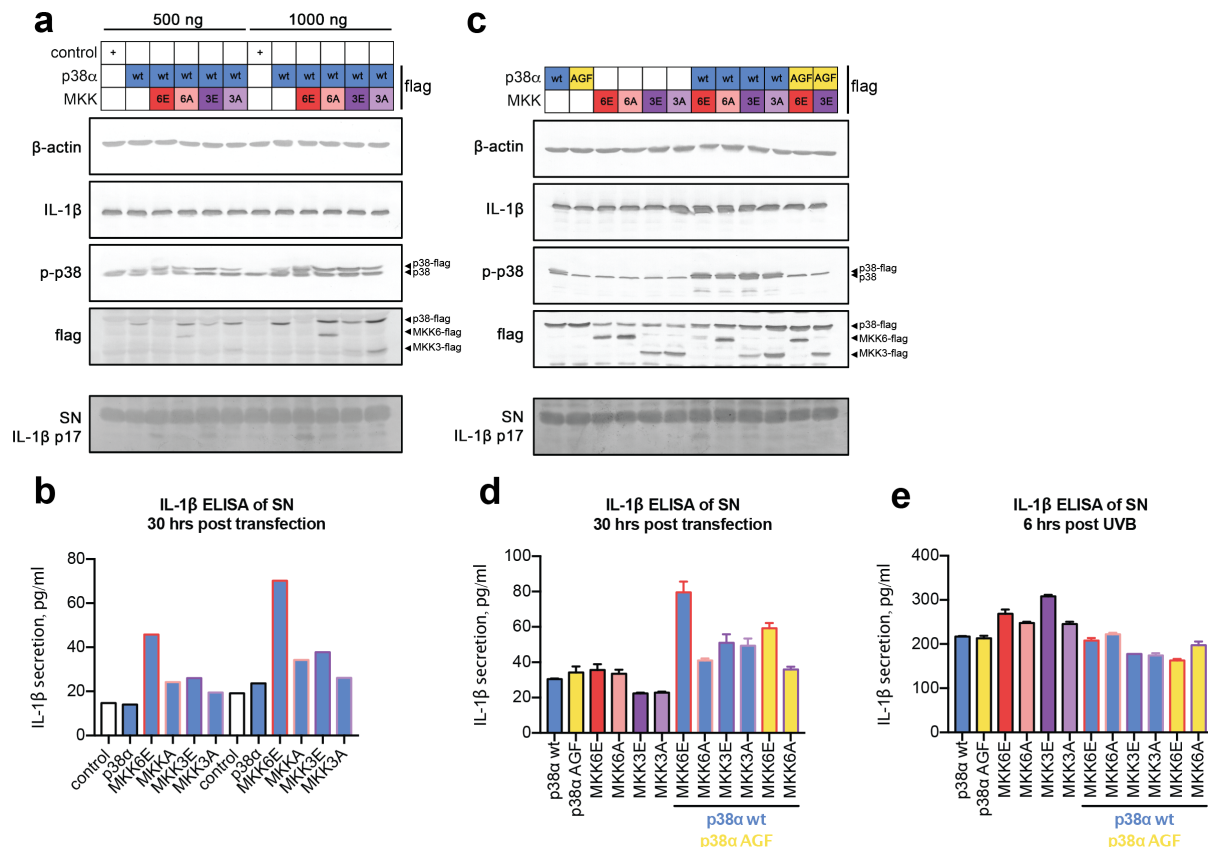 a
500 ng 1000 ng
control + +
p38α wt wt wt wt wt wt wt wt wt wt
MKK 6E 6A 3E 3A 6E 6A 3E 3A
flag
β-actin
IL-1β
p-p38
p38-flag
p38
flag
p38-flag
MKK6-flag
MKK3-flag
SN
IL-1β p17
c
p38α wt AGF wt wt wt wt AGF AGF
MKK 6E 6A 3E 3A 6E 6A 3E 3A 6E 3E
flag
β-actin
IL-1β
p-p38
p38-flag
p38
flag
p38-flag
MKK6-flag
MKK3-flag
SN
IL-1β p17
b
IL-1β ELISA of SN
30 hrs post transfection
IL-1β secretion, pg/ml
80
60
40
20
0
control
p38α
MKK6E
MKKA
MKK3E
MKK3A
control
p38α
MKK6E
MKKA
MKK3E
MKK3A
d
IL-1β ELISA of SN
30 hrs post transfection
IL-1β secretion, pg/ml
100
80
60
40
20
0
p38α wt
p38α AGF
MKK6E
MKK6A
MKK3E
MKK3A
MKK6E
MKK6A
MKK3E
MKK3A
MKK6E
MKK6A
p38α wt
p38α AGF
e
IL-1β ELISA of SN
6 hrs post UVB
IL-1β secretion, pg/ml
400
300
200
100
0
p38α wt
p38α AGF
MKK6E
MKK6A
MKK3E
MKK3A
MKK6E
MKK6A
MKK3E
MKK3A
MKK6E
MKK6A
p38α wt
p38α AGF